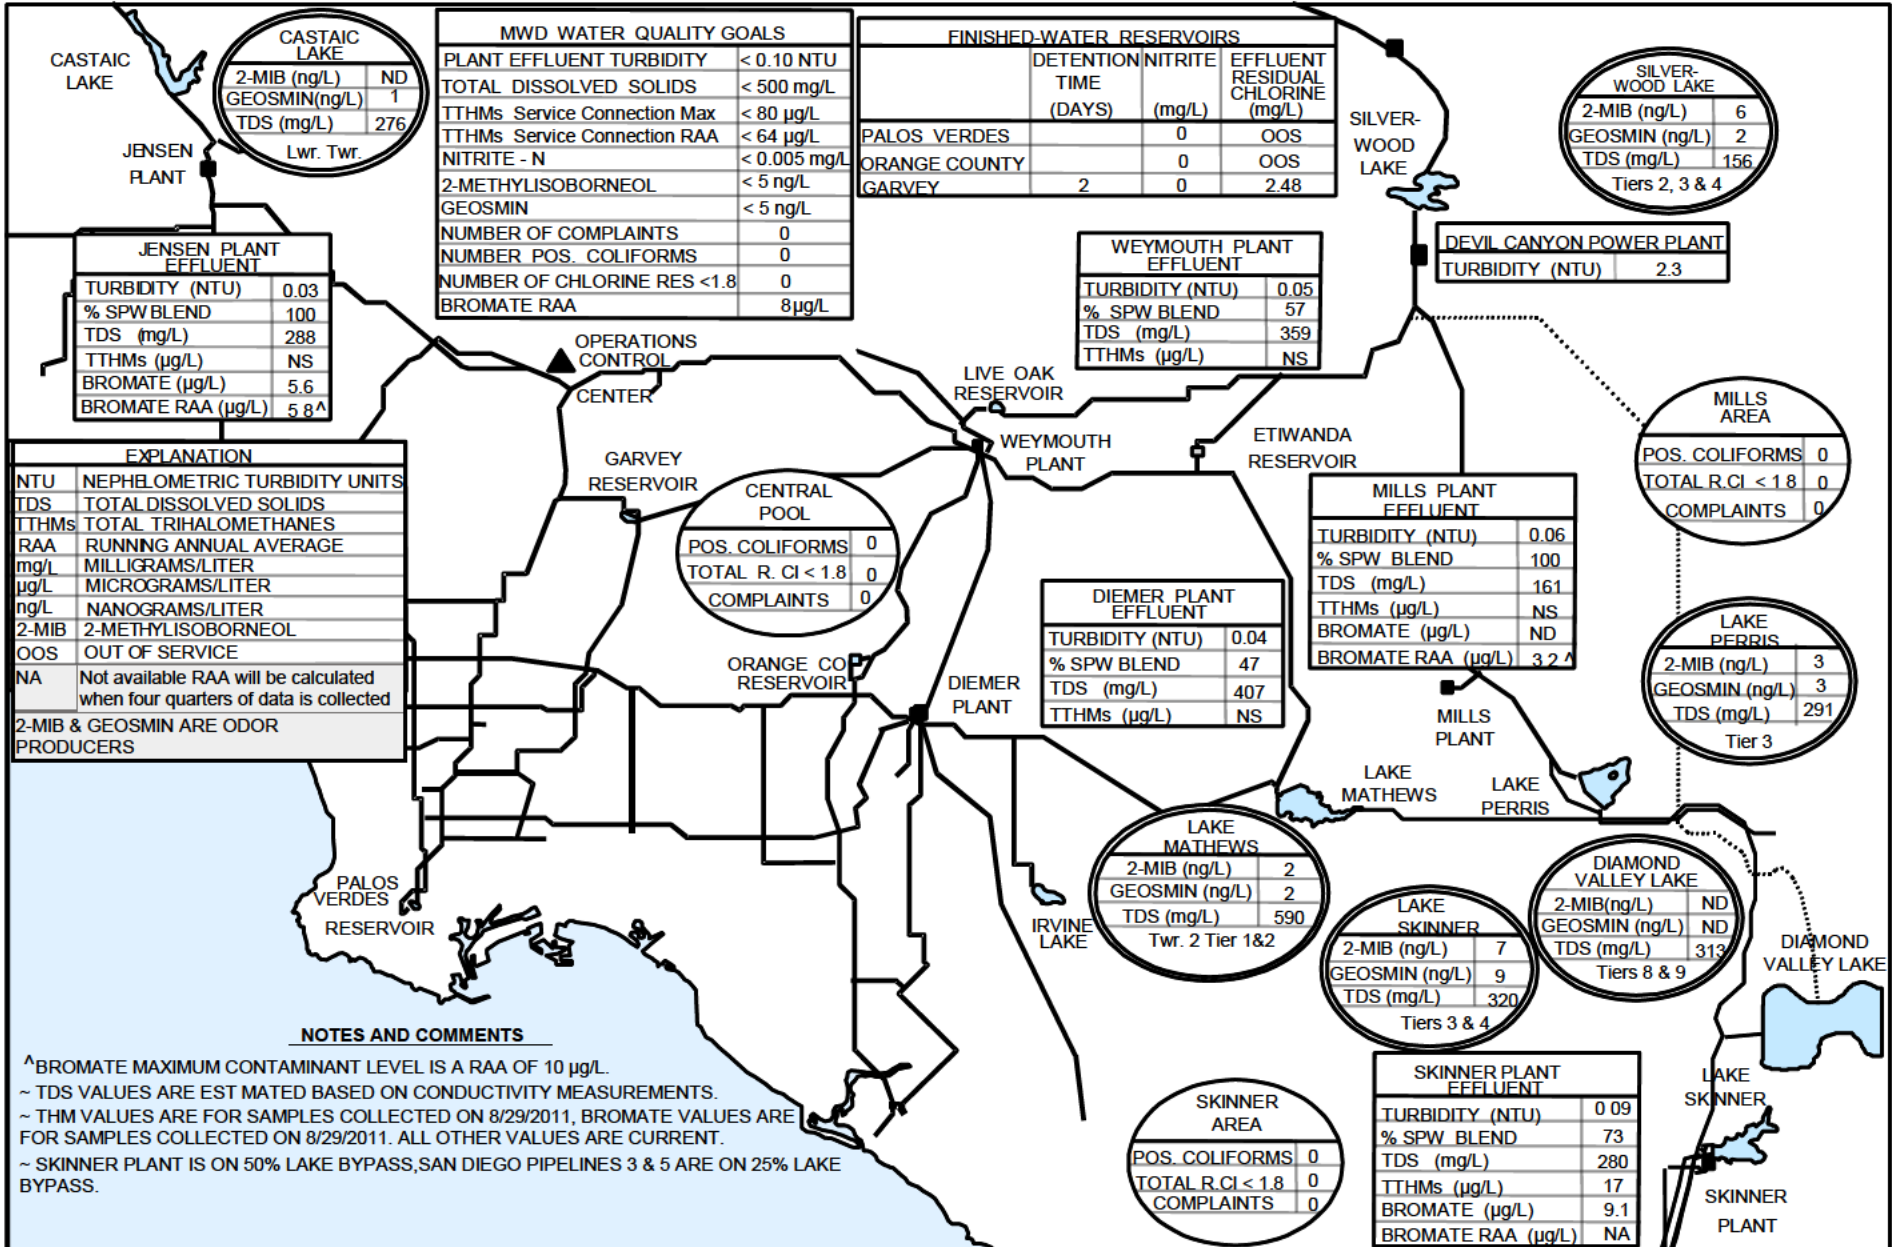 CASTAIC
LAKE
CASTAIC
LAKE
2-MIB (ng/L) ND
GEOSMIN(ng/L) 1
TDS (mg/L) 276
Lwr. Twr.
JENSEN
PLANT
MWD WATER QUALITY GOALS
PLANT EFFLUENT TURBIDITY < 0.10 NTU
TOTAL DISSOLVED SOLIDS < 500 mg/L
TTHMs Service Connection Max < 80 µg/L
TTHMs Service Connection RAA < 64 µg/L
NITRITE - N < 0.005 mg/L
2-METHYLISOBORNEOL < 5 ng/L
GEOSMIN < 5 ng/L
NUMBER OF COMPLAINTS 0
NUMBER POS. COLIFORMS 0
NUMBER OF CHLORINE RES <1.8 0
BROMATE RAA 8µg/L
FINISHED-WATER RESERVOIRS
DETENTION NITRITE EFFLUENT
TIME RESIDUAL
CHLORINE
(DAYS) (mg/L) (mg/L)
PALOS VERDES 0 OOS
ORANGE COUNTY 0 OOS
GARVEY 2 0 2.48
SILVER-
WOOD
LAKE
SILVER-
WOOD LAKE
2-MIB (ng/L) 6
GEOSMIN (ng/L) 2
TDS (mg/L) 156
Tiers 2, 3 & 4
DEVIL CANYON POWER PLANT
TURBIDITY (NTU) 2.3
JENSEN PLANT
EFFLUENT
TURBIDITY (NTU) 0.03
% SPW BLEND 100
TDS (mg/L) 288
TTHMs (µg/L) NS
BROMATE (µg/L) 5.6
BROMATE RAA (µg/L) 5 8^
WEYMOUTH PLANT
EFFLUENT
TURBIDITY (NTU) 0.05
% SPW BLEND 57
TDS (mg/L) 359
TTHMs (µg/L) NS
OPERATIONS
CONTROL
CENTER
LIVE OAK
RESERVOIR
WEYMOUTH
PLANT
ETIWANDA
RESERVOIR
MILLS
AREA
POS. COLIFORMS 0
TOTAL R.Cl < 1 8 0
COMPLAINTS 0
EXPLANATION
NTU NEPHELOMETRIC TURBIDITY UNITS
TDS TOTAL DISSOLVED SOLIDS
TTHMs TOTAL TRIHALOMETHANES
RAA RUNNING ANNUAL AVERAGE
mg/L MILLIGRAMS/LITER
µg/L MICROGRAMS/LITER
ng/L NANOGRAMS/LITER
2-MIB 2-METHYLISOBORNEOL
OOS OUT OF SERVICE
NA Not available RAA will be calculated
when four quarters of data is collected
2-MIB & GEOSMIN ARE ODOR
PRODUCERS
GARVEY
RESERVOIR
CENTRAL
POOL
POS. COLIFORMS 0
TOTAL R. Cl < 1.8 0
COMPLAINTS 0
MILLS PLANT
EFFLUENT
TURBIDITY (NTU) 0.06
% SPW BLEND 100
TDS (mg/L) 161
TTHMs (µg/L) NS
BROMATE (µg/L) ND
BROMATE RAA (µg/L) 3 2 ^
DIEMER PLANT
EFFLUENT
TURBIDITY (NTU) 0.04
% SPW BLEND 47
TDS (mg/L) 407
TTHMs (µg/L) NS
LAKE
PERRIS
2-MIB (ng/L) 3
GEOSMIN (ng/L) 3
TDS (mg/L) 291
Tier 3
ORANGE CO
RESERVOIR
DIEMER
PLANT
MILLS
PLANT
LAKE
MATHEWS
LAKE
PERRIS
LAKE
MATHEWS
2-MIB (ng/L) 2
GEOSMIN (ng/L) 2
TDS (mg/L) 590
Twr. 2 Tier 1&2
DIAMOND
VALLEY LAKE
2-MIB(ng/L) ND
GEOSMIN (ng/L) ND
TDS (mg/L) 313
Tiers 8 & 9
PALOS
VERDES
RESERVOIR
IRVINE
LAKE
LAKE
SKINNER
2-MIB (ng/L) 7
GEOSMIN (ng/L) 9
TDS (mg/L) 320
Tiers 3 & 4
DIAMOND
VALLEY LAKE
NOTES AND COMMENTS
^BROMATE MAXIMUM CONTAMINANT LEVEL IS A RAA OF 10 µg/L.
~ TDS VALUES ARE EST MATED BASED ON CONDUCTIVITY MEASUREMENTS.
~ THM VALUES ARE FOR SAMPLES COLLECTED ON 8/29/2011, BROMATE VALUES ARE
FOR SAMPLES COLLECTED ON 8/29/2011. ALL OTHER VALUES ARE CURRENT.
~ SKINNER PLANT IS ON 50% LAKE BYPASS,SAN DIEGO PIPELINES 3 & 5 ARE ON 25% LAKE
BYPASS.
SKINNER
AREA
POS. COLIFORMS 0
TOTAL R.Cl < 1.8 0
COMPLAINTS 0
SKINNER PLANT
EFFLUENT
TURBIDITY (NTU) 0 09
% SPW BLEND 73
TDS (mg/L) 280
TTHMs (µg/L) 17
BROMATE (µg/L) 9.1
BROMATE RAA (µg/L) NA
LAKE
SKINNER
SKINNER
PLANT